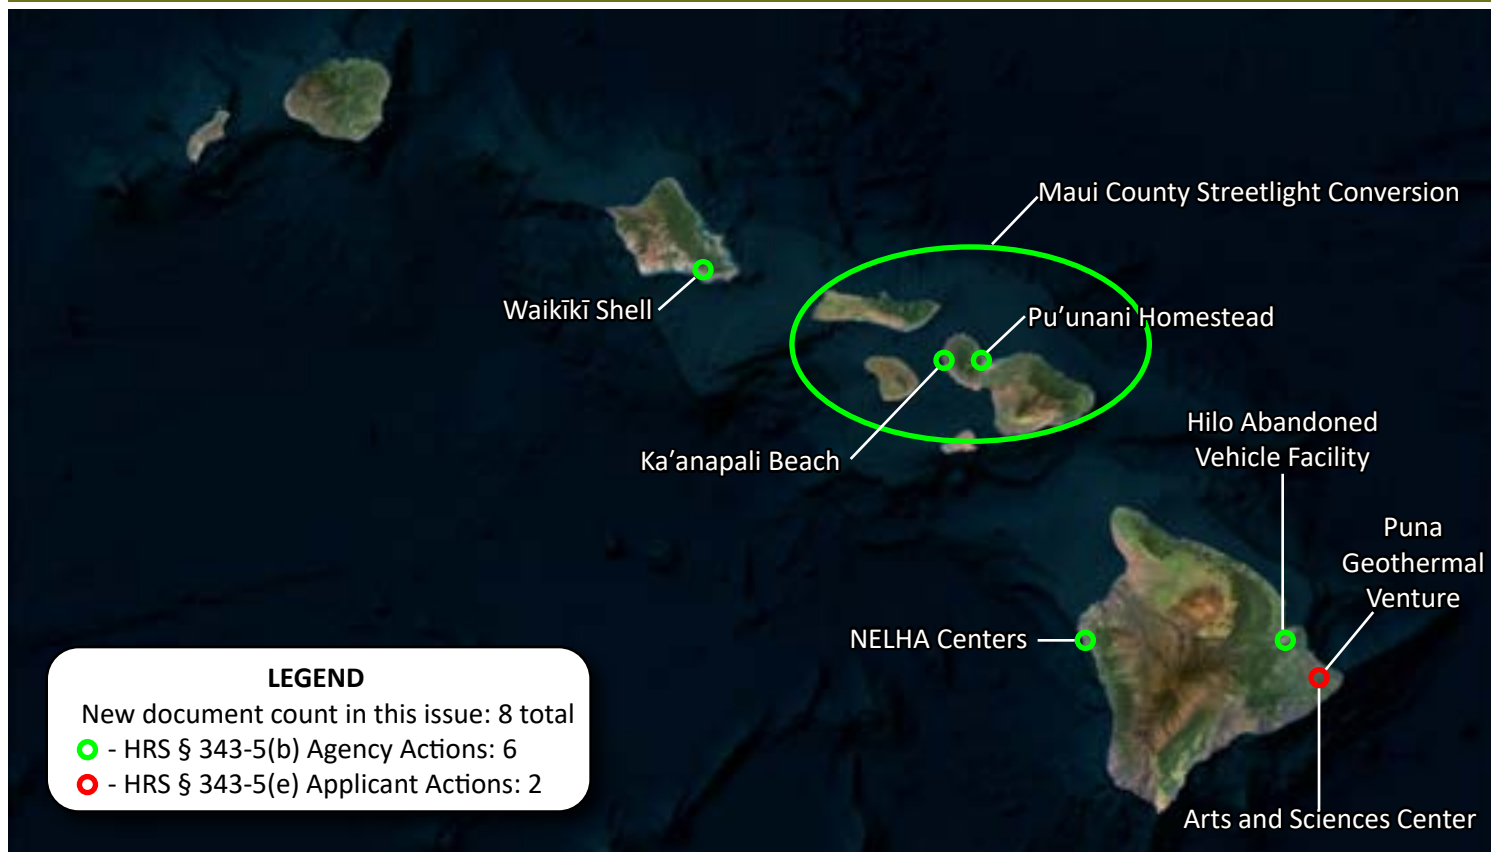 Maui County Streetlight Conversion
Waikīkī Shell
Pu’unani Homestead
Ka’anapali Beach
Hilo Abandoned
Vehicle Facility
Puna
Geothermal
Venture
NELHA Centers
Arts and Sciences Center
LEGEND
New document count in this issue: 8 total
- HRS § 343-5(b) Agency Actions: 6
- HRS § 343-5(e) Applicant Actions: 2